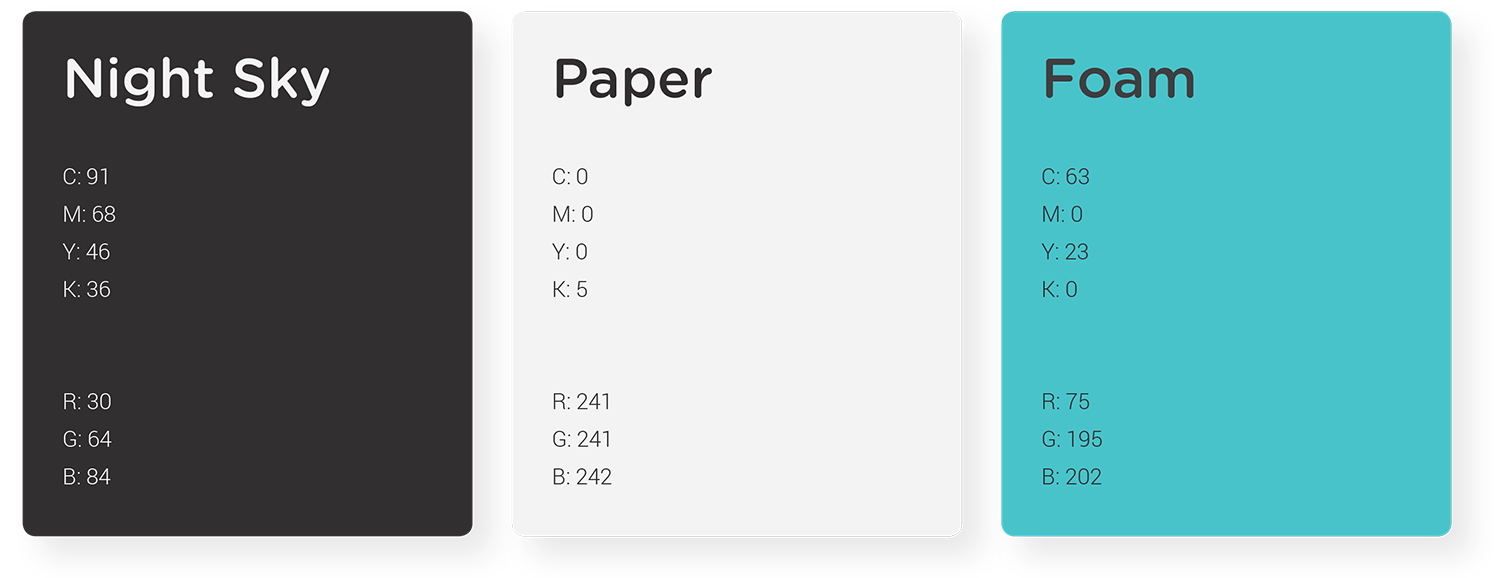 Night Sky
C: 91
M: 68
Y: 46
K: 36
R: 30
G: 64
B: 84
Paper
C: 0
M: 0
Y: 0
K: 5
R: 241
G: 241
B: 242
Foam
C: 63
M: 0
Y: 23
K: 0
R: 75
G: 195
B: 202